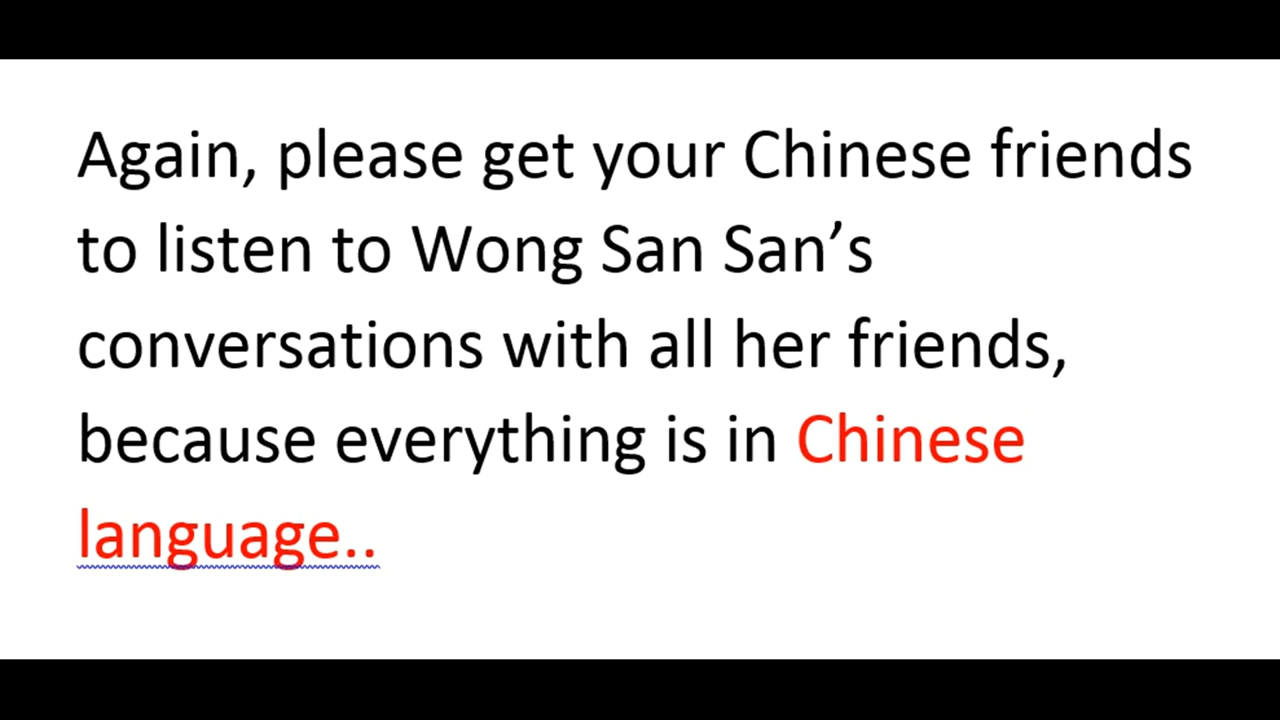 Again, please get your Chinese friends
to listen to Wong San San’s
conversations with all her friends,
because everything is in Chinese
language..